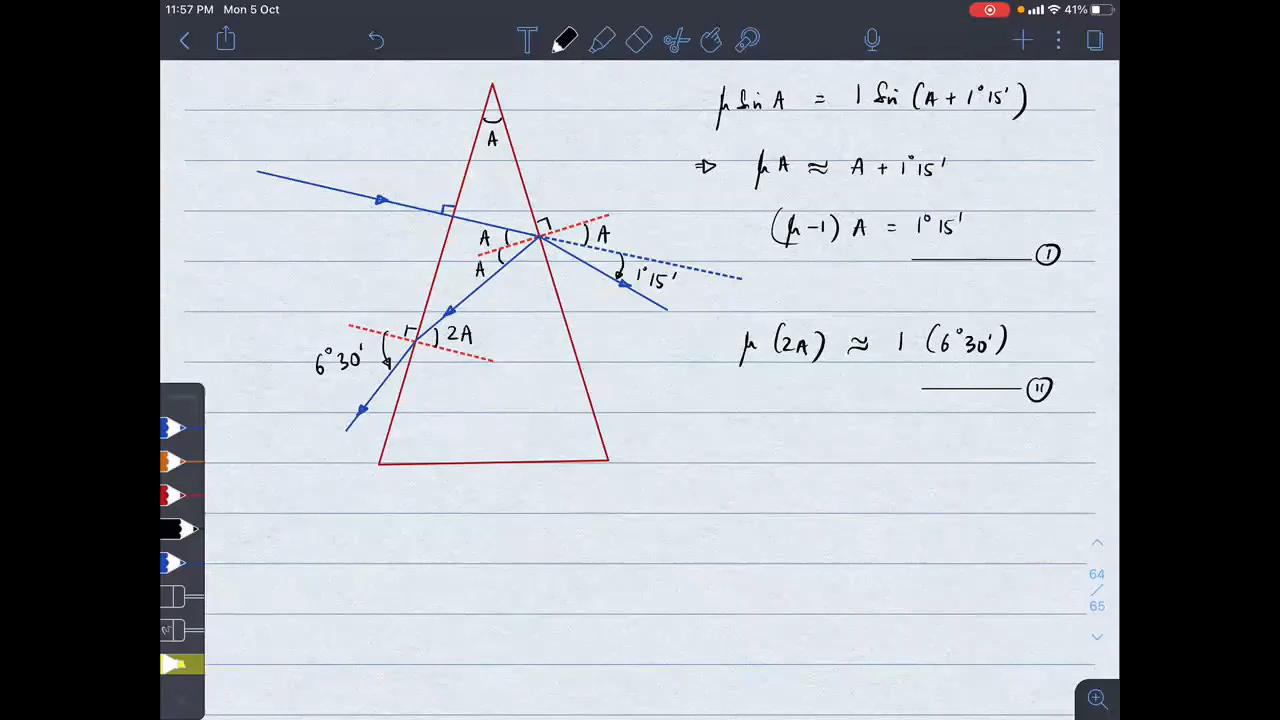 11:57 PM Mon 5 Oct 41%
T
A
μ sin A = 1 sin (A + 1°15')
⇒ μA ≈ A + 1°15'
(μ-1) A = 1°15'
I
A
A
A
1°15'
2A
6°30'
μ (2A) ≈ 1 (6°30')
II
64
/
65